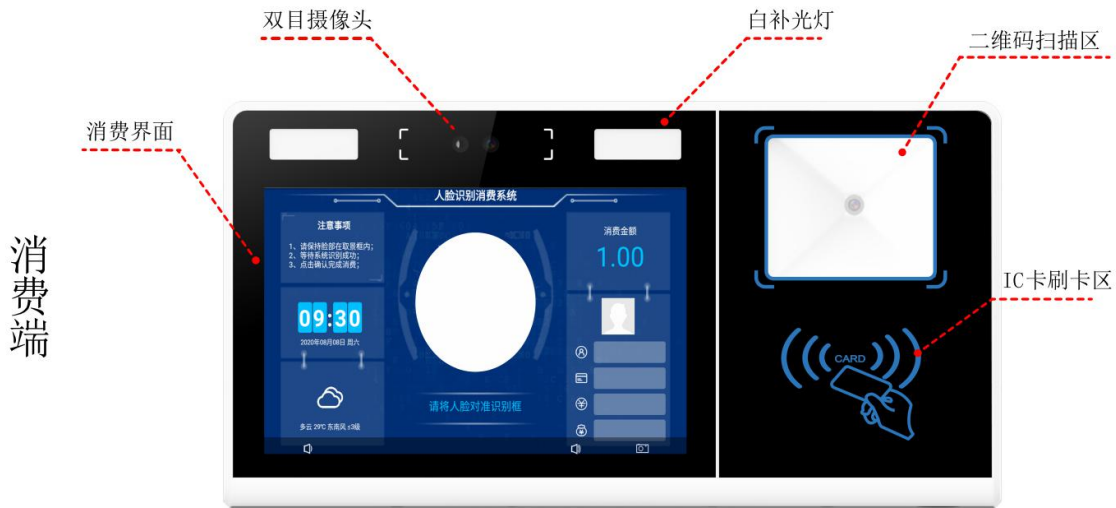 双目摄像头
白补光灯
二维码扫描区
消费界面
人脸识别消费系统
注意事项
1、请保持脸部在取景框内;
2、等待系统识别成功;
3、点击确认完成消费;
消费金额
1.00
09:30
2020年08月08日 周六
多云 29℃ 东南风 ≤3级
请将人脸对准识别框
IC卡刷卡区
CARD
消费端